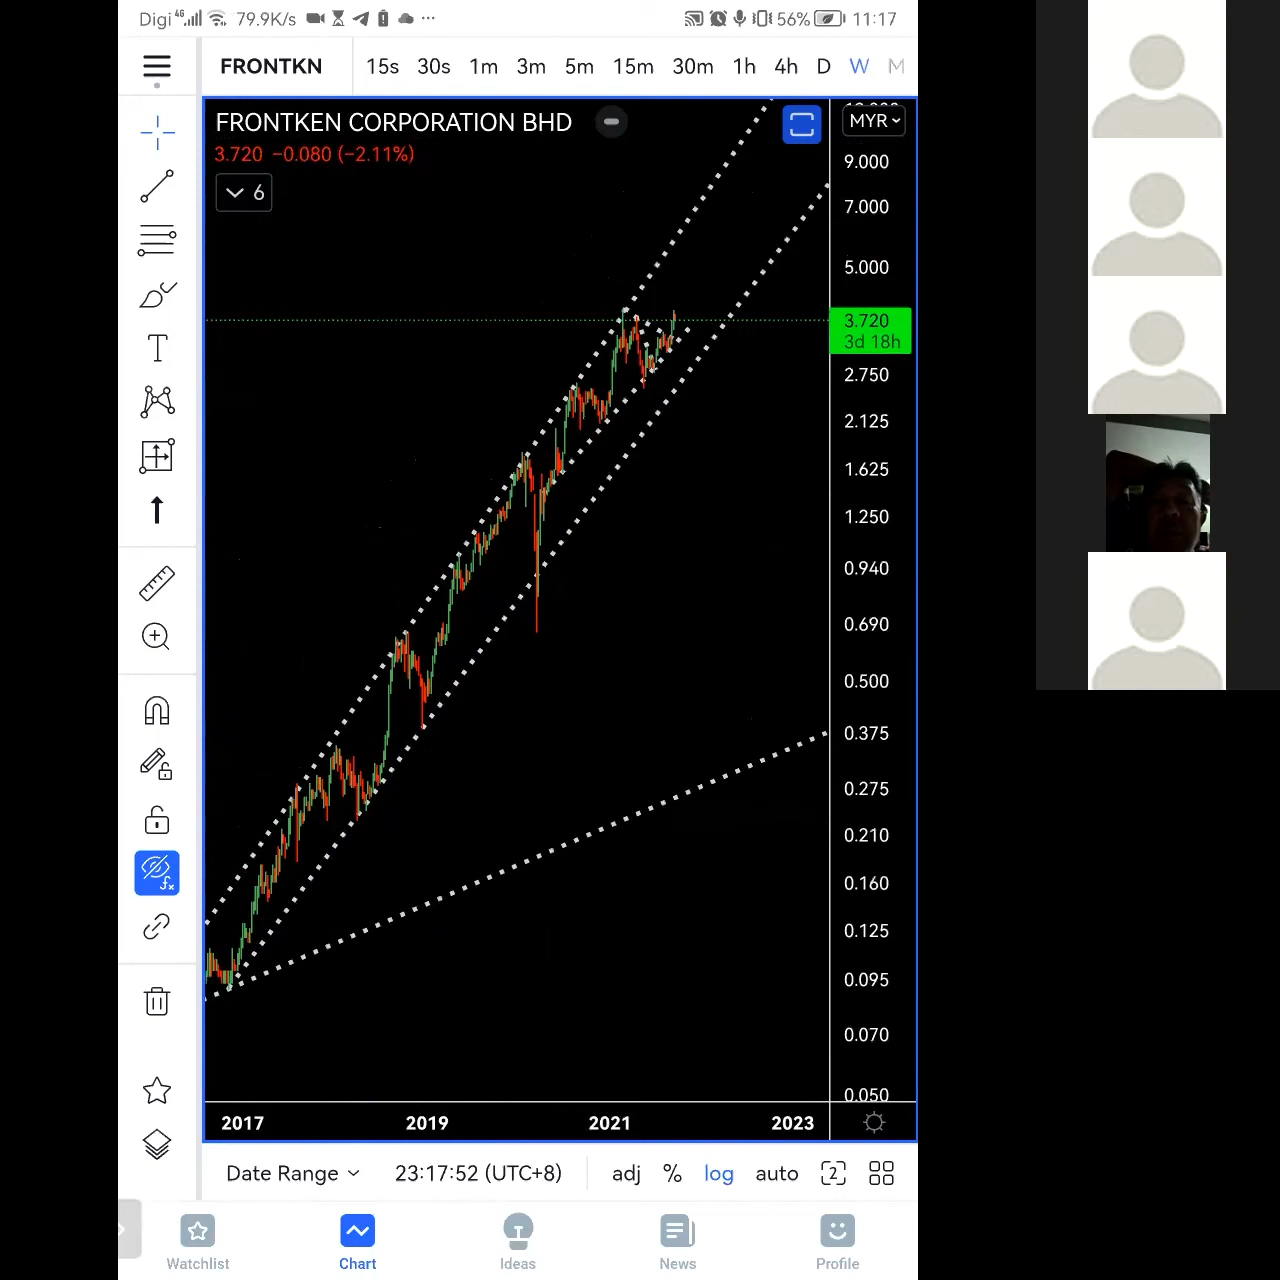 Digi 4G 79.9K/s 56% 11:17
FRONTKN 15s 30s 1m 3m 5m 15m 30m 1h 4h D W M
FRONTKEN CORPORATION BHD
MYR
3.720 −0.080 (−2.11%)
6
9.000
7.000
5.000
3.720
3d 18h
2.750
2.125
1.625
1.250
0.940
0.690
0.500
0.375
0.275
0.210
0.160
0.125
0.095
0.070
0.050
2017 2019 2021 2023
Date Range 23:17:52 (UTC+8) adj % log auto 2
Watchlist Chart Ideas News Profile